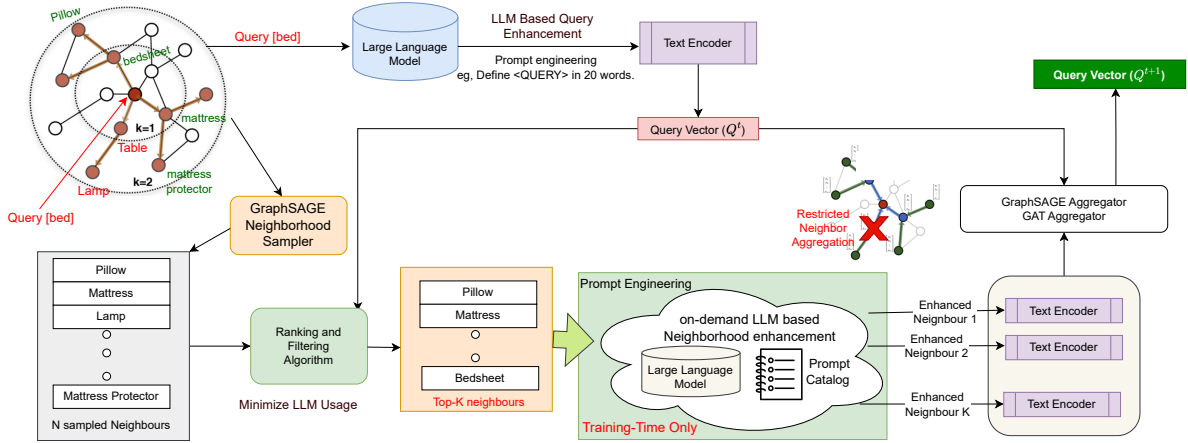 Pillow
bedsheet
mattress
k=1
Table
mattress
protector
k=2
Lamp
Query [bed]
Query [bed]
Large Language
Model
LLM Based Query
Enhancement
Prompt engineering
eg, Define <QUERY> in 20 words.
Text Encoder
Query Vector (Q^t)
Query Vector (Q^{t+1})
GraphSAGE
Neighborhood
Sampler
Restricted
Neighbor
Aggregation
GraphSAGE Aggregator
GAT Aggregator
Pillow
Mattress
Lamp
Mattress Protector
N sampled Neighbours
Ranking and
Filtering
Algorithm
Minimize LLM Usage
Pillow
Mattress
Bedsheet
Top-K neighbours
Prompt Engineering
on-demand LLM based
Neighborhood enhancement
Large Language
Model
Prompt
Catalog
Training-Time Only
Enhanced
Neignbour 1
Enhanced
Neignbour 2
Enhanced
Neignbour K
Text Encoder
Text Encoder
Text Encoder